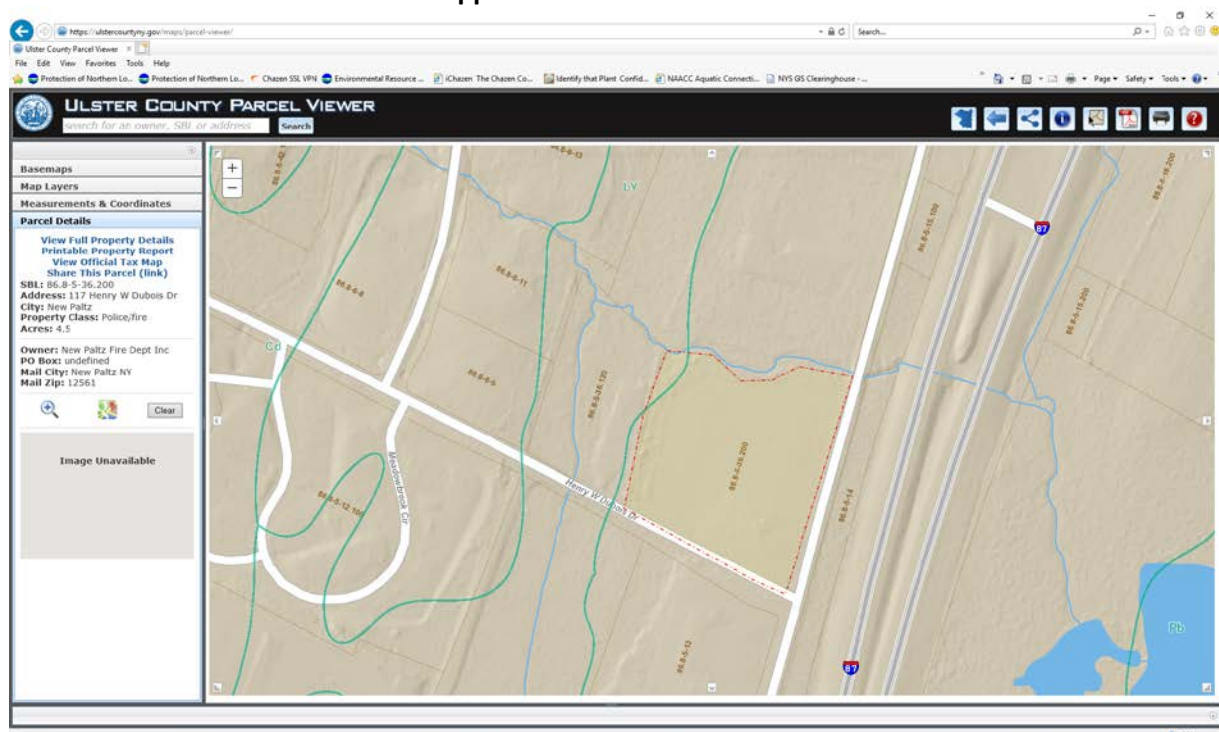 https://ulstercountyny.gov/maps/parcel-viewer/
Search...
Ulster County Parcel Viewer
File Edit View Favorites Tools Help
Protection of Northern Lo... Protection of Northern Lo... Chazen SSL VPN Environmental Resource ... iChazen The Chazen Co... Identify that Plant Confid... NAACC Aquatic Connecti... NYS GIS Clearinghouse - ...
Page Safety Tools
ULSTER COUNTY PARCEL VIEWER
search for an owner, SBL or address
Search
Basemaps
Map Layers
Measurements & Coordinates
Parcel Details
View Full Property Details
Printable Property Report
View Official Tax Map
Share This Parcel (link)
SBL: 86.8-5-36.200
Address: 117 Henry W Dubois Dr
City: New Paltz
Property Class: Police/fire
Acres: 4.5
Owner: New Paltz Fire Dept Inc
PO Box: undefined
Mail City: New Paltz NY
Mail Zip: 12561
Clear
Image Unavailable
+
−
LY
86.8-5-15.100
87
86.8-6-11
86.8-6-8
Cd
86.8-5-14
Meadowbrook Cir
Henry W Dubois Dr
86.8-5-12.100
86.8-5-13
87
Pb